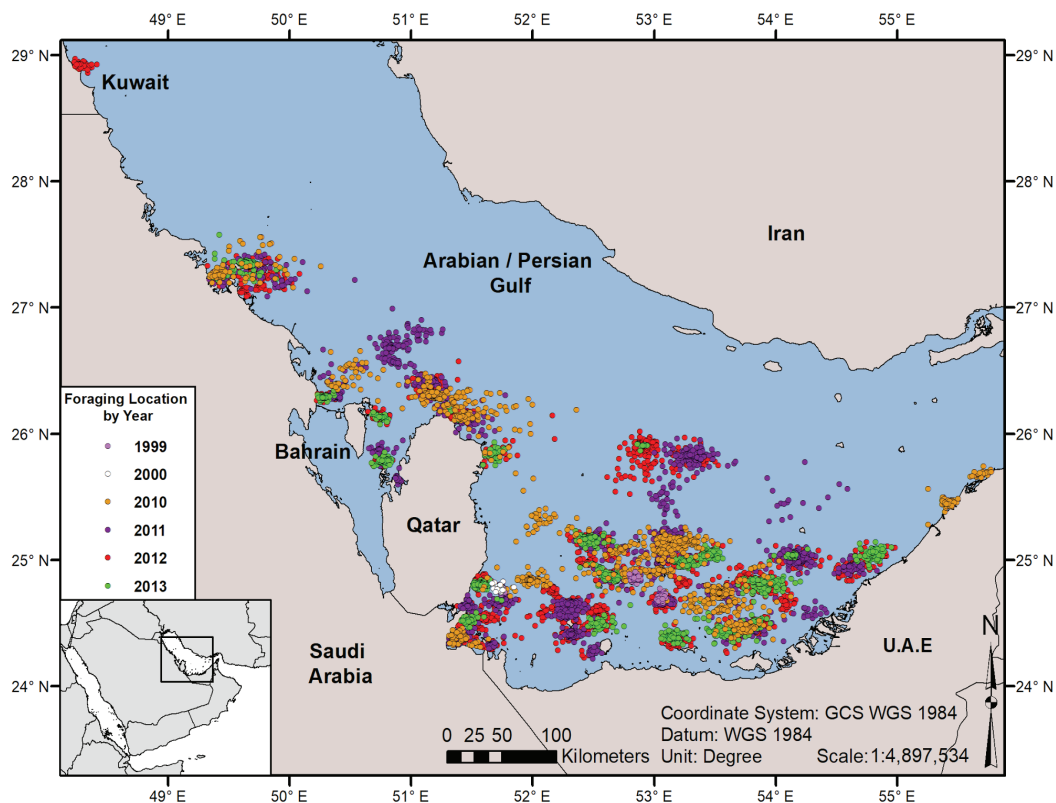 49° E 50° E 51° E 52° E 53° E 54° E 55° E
29° N 29° N
Kuwait
28° N 28° N
Iran
Arabian / Persian
Gulf
27° N 27° N
Foraging Location
by Year
1999
2000
2010
2011
2012
2013
26° N 26° N
Bahrain
Qatar
25° N 25° N
N
U.A.E
Saudi
Arabia
24° N 24° N
Coordinate System: GCS WGS 1984
Datum: WGS 1984
Unit: Degree Scale:1:4,897,534
0 25 50 100
Kilometers
49° E 50° E 51° E 52° E 53° E 54° E 55° E